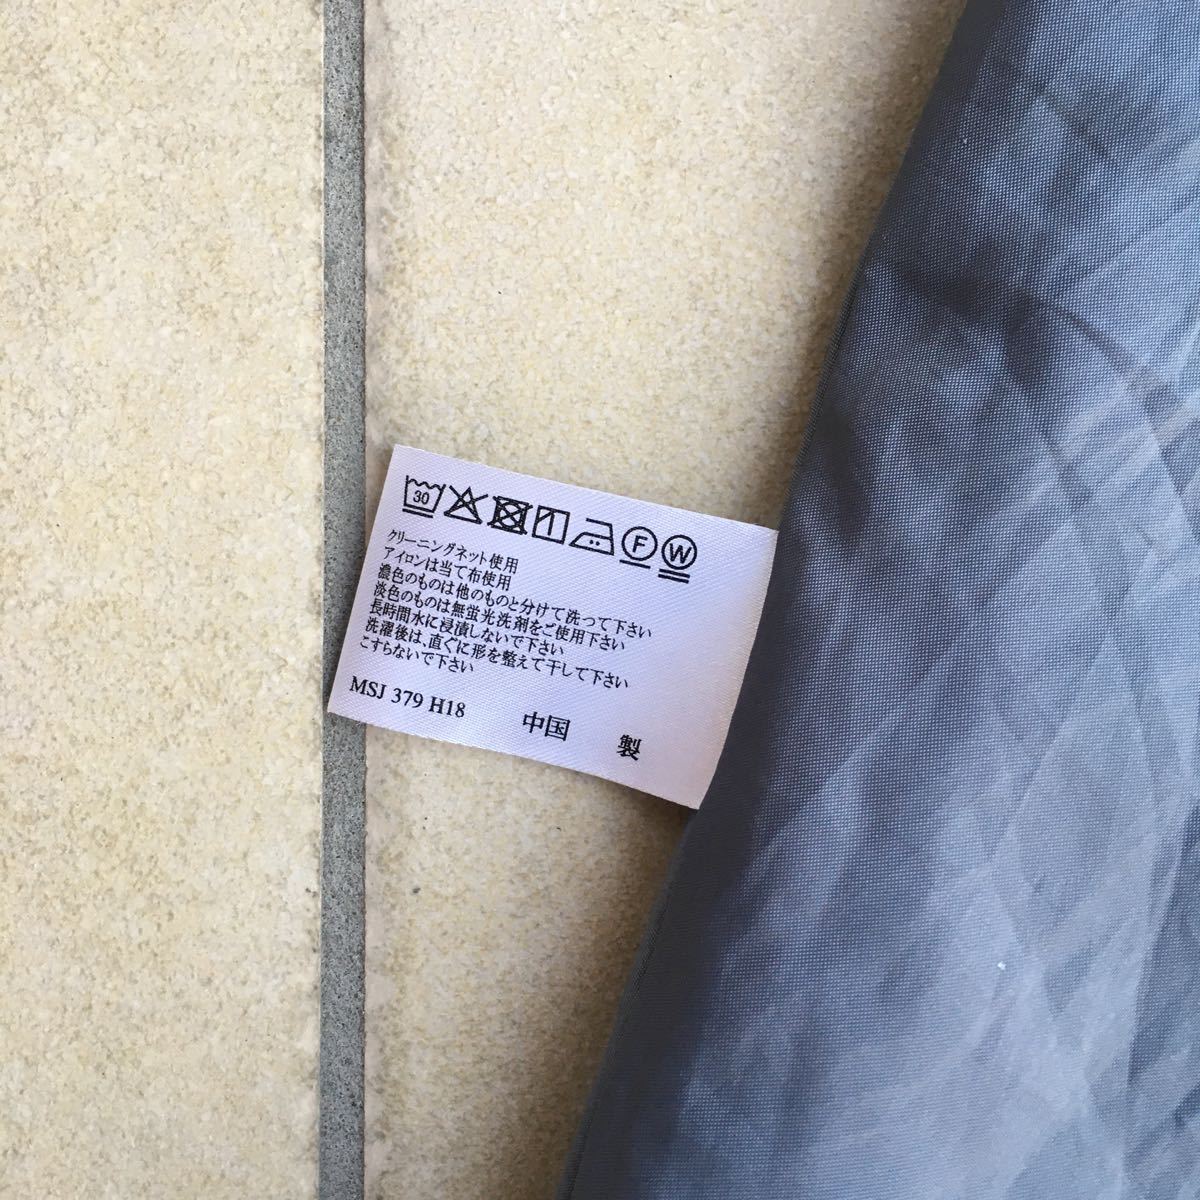 30 F W
クリーニングネット使用
アイロンは当て布使用
濃色のものは他のものと分けて洗って下さい
淡色のものは無蛍光洗剤をご使用下さい
長時間水に浸漬しないで下さい
洗濯後は、直ぐに形を整えて干して下さい
こすらないで下さい
MSJ 379 H18 中国 製